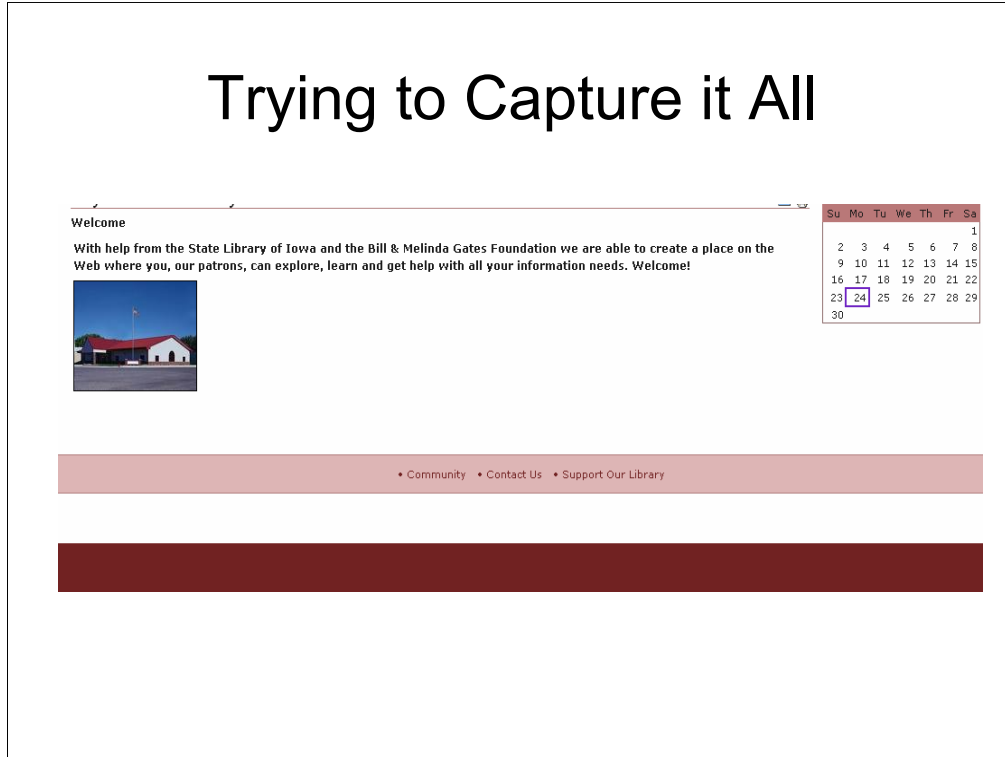 Trying to Capture it All
Welcome
With help from the State Library of Iowa and the Bill & Melinda Gates Foundation we are able to create a place on the
Web where you, our patrons, can explore, learn and get help with all your information needs. Welcome!
Su Mo Tu We Th Fr Sa
1
2 3 4 5 6 7 8
9 10 11 12 13 14 15
16 17 18 19 20 21 22
23 24 25 26 27 28 29
30
• Community • Contact Us • Support Our Library